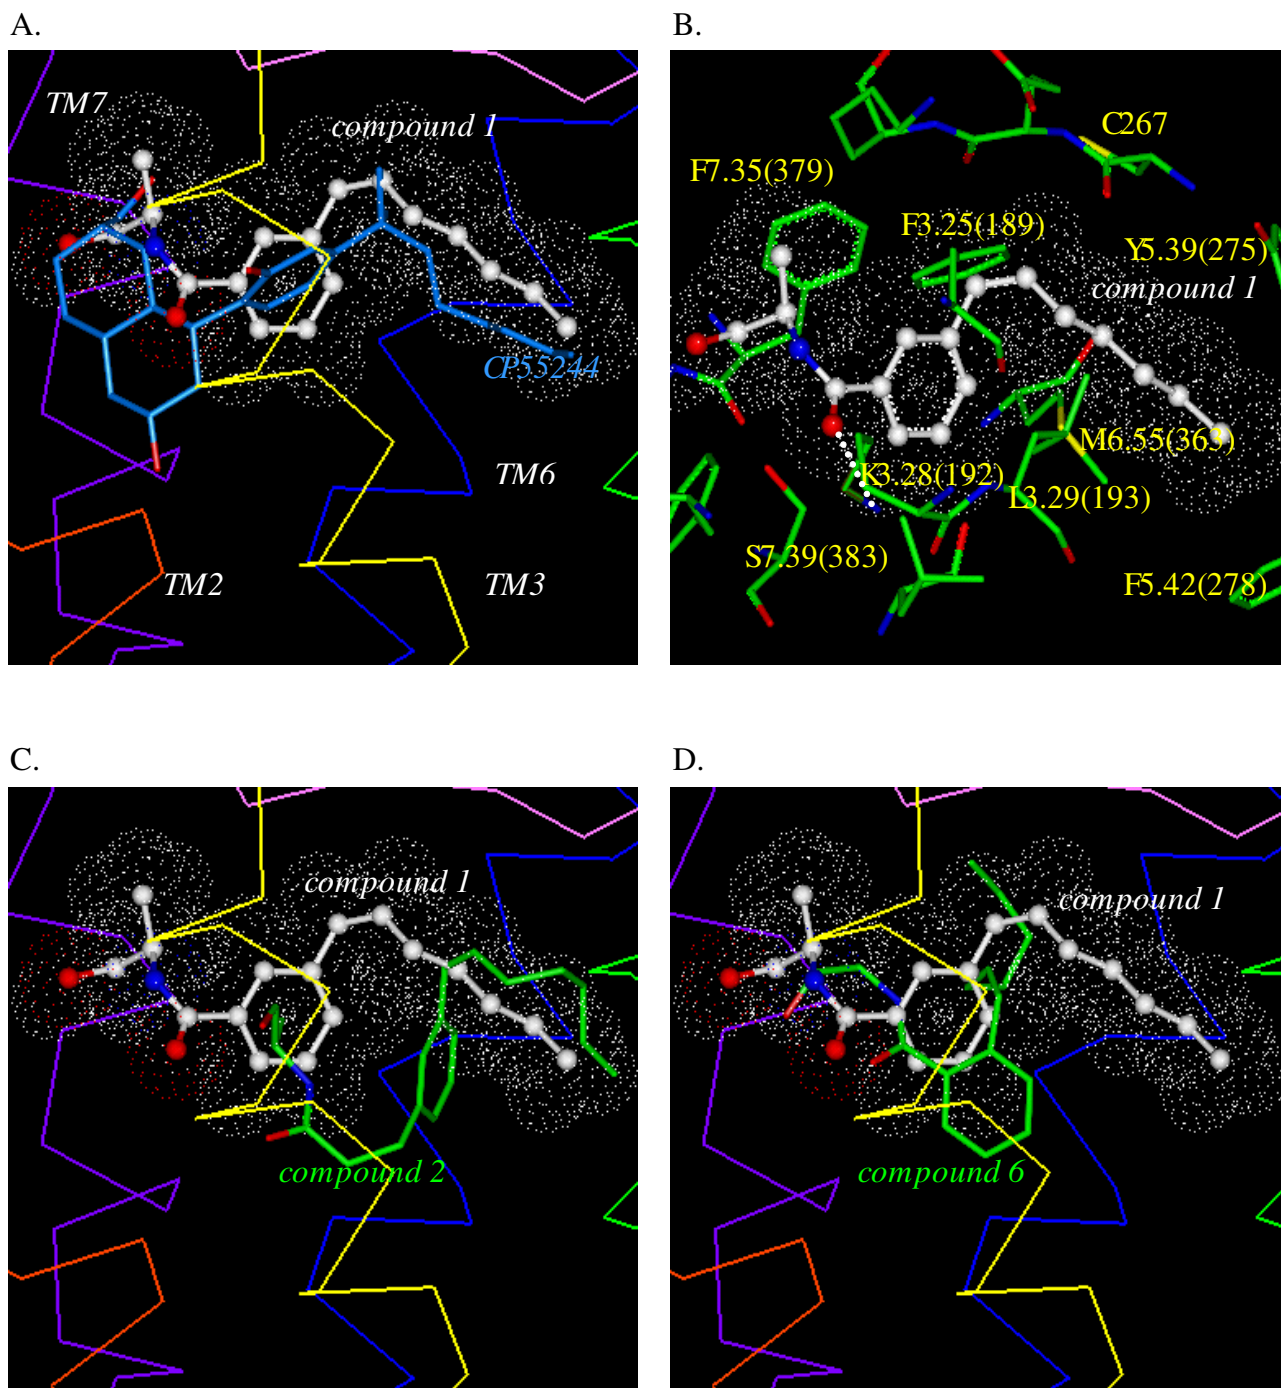 A.
TM7
compound 1
CP55244
TM6
TM2
TM3
B.
C267
F7.35(379)
F3.25(189)
Y5.39(275)
compound 1
M6.55(363)
K3.28(192)
L3.29(193)
S7.39(383)
F5.42(278)
C.
compound 1
compound 2
D.
compound 1
compound 6